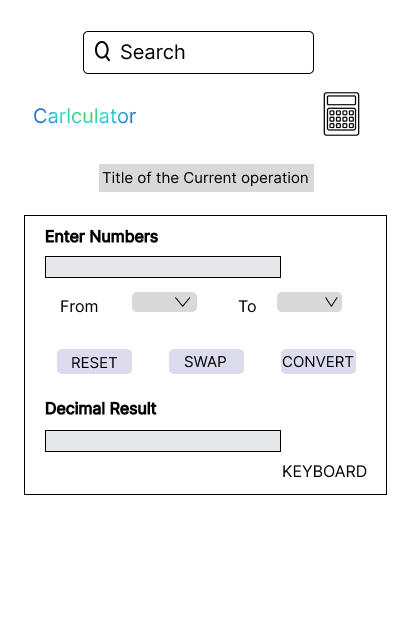 Search
Carlculator
Title of the Current operation
Enter Numbers
From To
RESET SWAP CONVERT
Decimal Result
KEYBOARD